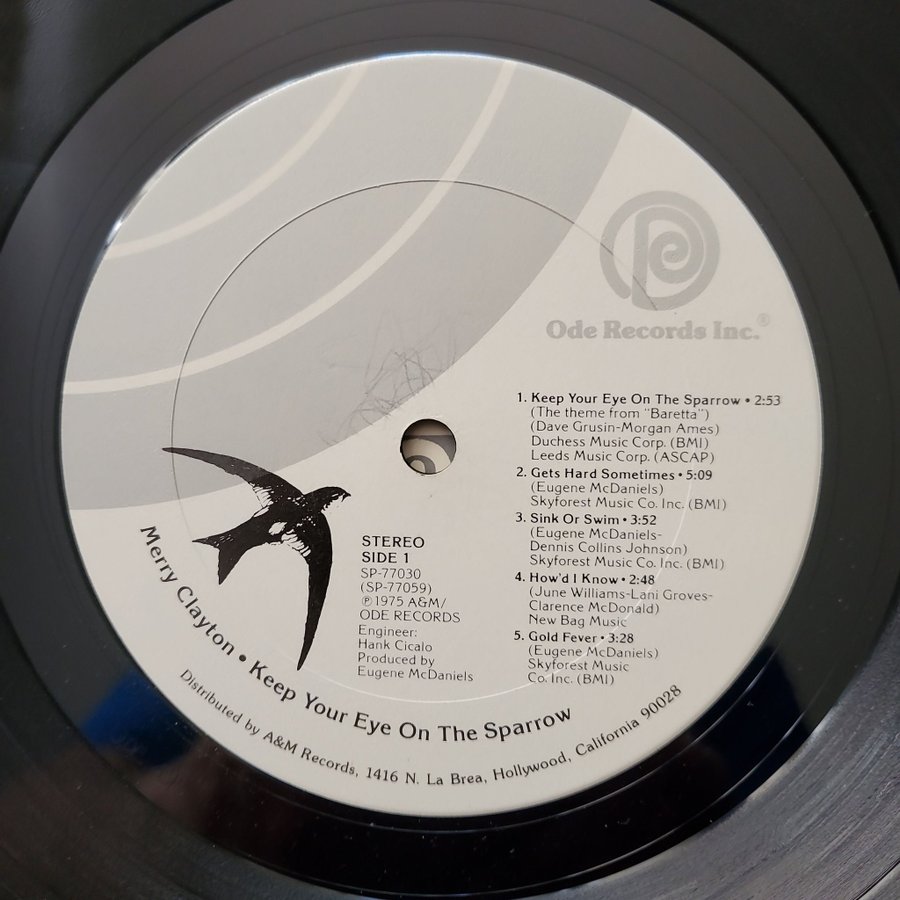 Ode Records Inc.®
1. Keep Your Eye On The Sparrow • 2:53
(The theme from "Baretta")
(Dave Grusin-Morgan Ames)
Duchess Music Corp. (BMI)
Leeds Music Corp. (ASCAP)
2. Gets Hard Sometimes • 5:09
(Eugene McDaniels)
Skyforest Music Co. Inc. (BMI)
3. Sink Or Swim • 3:52
(Eugene McDaniels-
Dennis Collins Johnson)
Skyforest Music Co. Inc. (BMI)
4. How'd I Know • 2:48
(June Williams-Lani Groves-
Clarence McDonald)
New Bag Music
5. Gold Fever • 3:28
(Eugene McDaniels)
Skyforest Music
Co. Inc. (BMI)
STEREO
SIDE 1
SP-77030
(SP-77059)
℗1975 A&M/
ODE RECORDS
Engineer:
Hank Cicalo
Produced by
Eugene McDaniels
Merry Clayton • Keep Your Eye On The Sparrow
Distributed by A&M Records, 1416 N. La Brea, Hollywood, California 90028